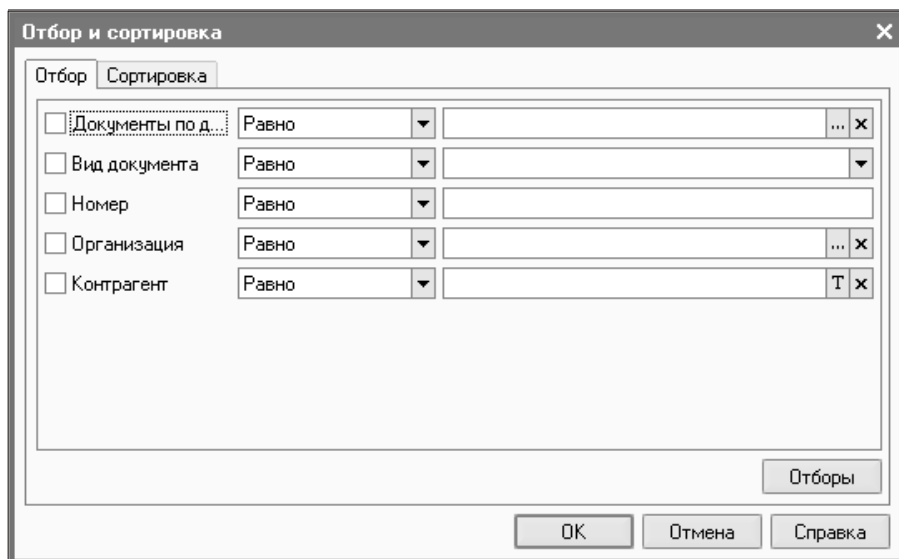 Отбор и сортировка
Отбор Сортировка
Документы по д... Равно ...
Вид документа Равно
Номер Равно
Организация Равно ...
Контрагент Равно T
Отборы
OK Отмена Справка